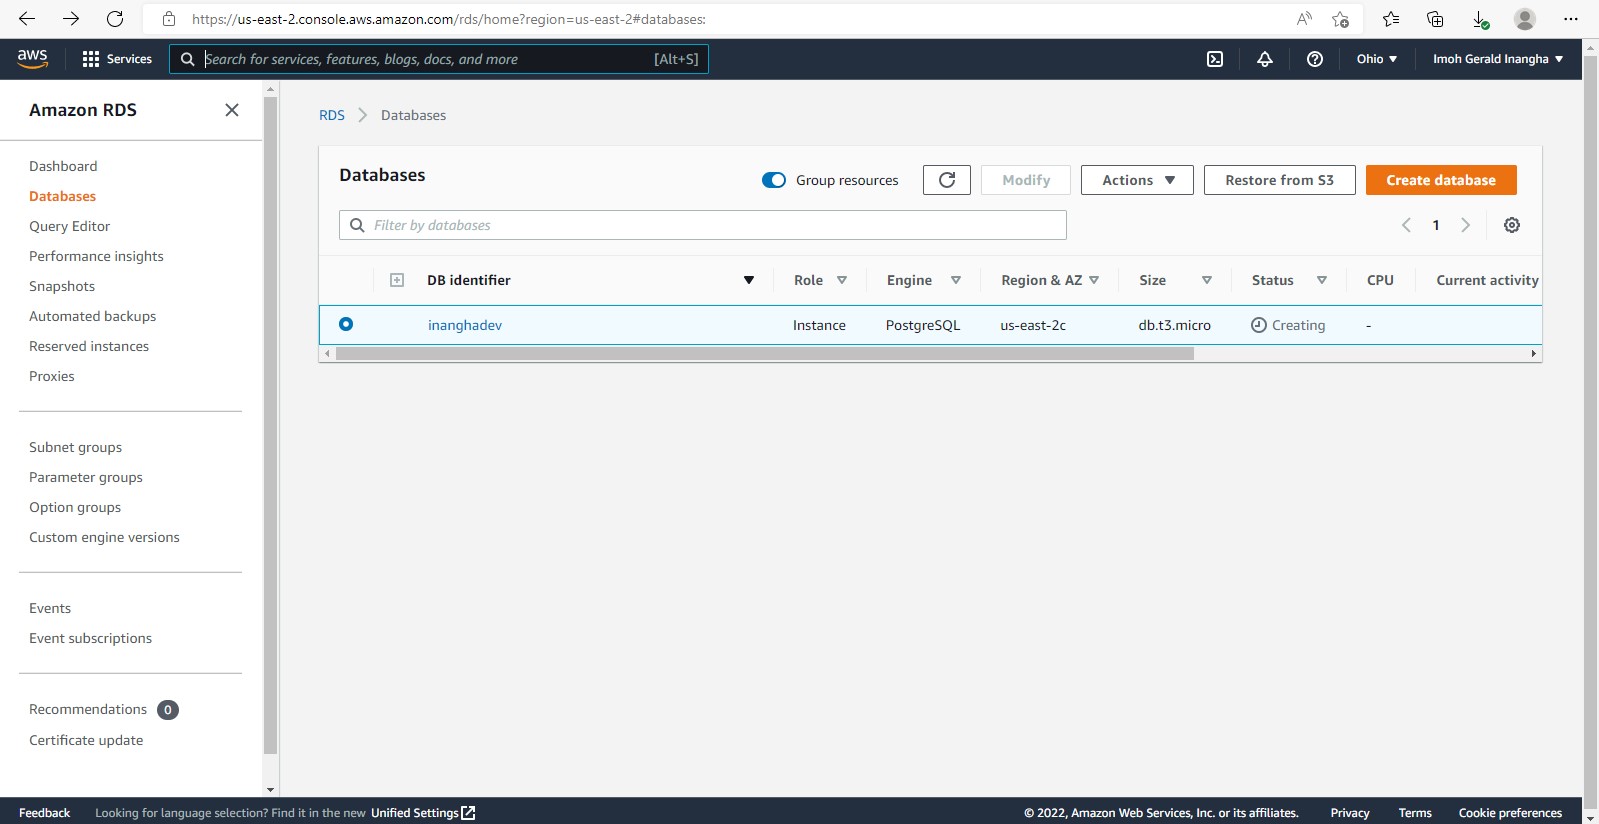 https://us-east-2.console.aws.amazon.com/rds/home?region=us-east-2#databases:
aws Services Search for services, features, blogs, docs, and more [Alt+S] Ohio Imoh Gerald Inangha
Amazon RDS
Dashboard
Databases
Query Editor
Performance insights
Snapshots
Automated backups
Reserved instances
Proxies
Subnet groups
Parameter groups
Option groups
Custom engine versions
Events
Event subscriptions
Recommendations 0
Certificate update
RDS Databases
Databases Group resources Modify Actions Restore from S3 Create database
Filter by databases 1
DB identifier Role Engine Region & AZ Size Status CPU Current activity
inanghadev Instance PostgreSQL us-east-2c db.t3.micro Creating -
Feedback Looking for language selection? Find it in the new Unified Settings © 2022, Amazon Web Services, Inc. or its affiliates. Privacy Terms Cookie preferences